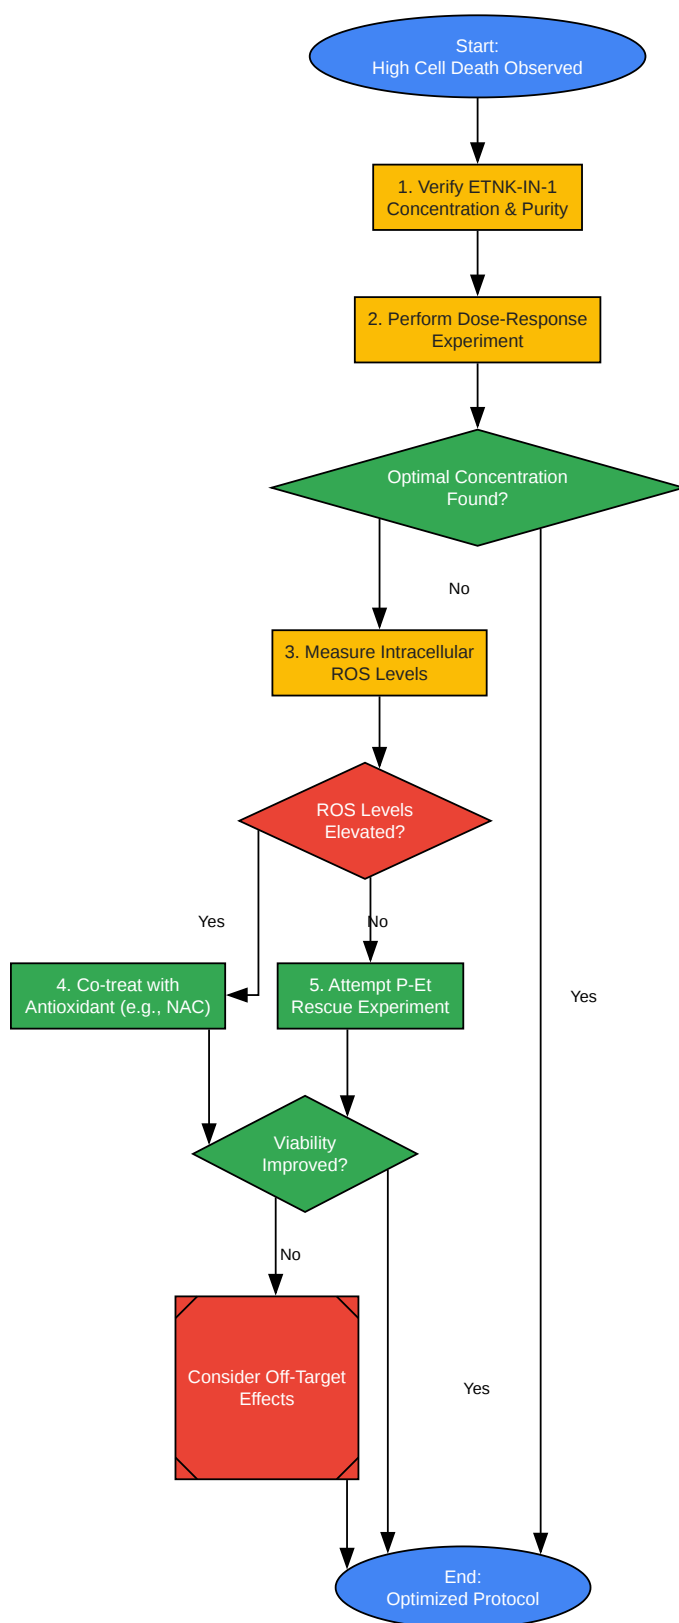 Start:
High Cell Death Observed
1. Verify ETNK-IN-1
Concentration & Purity
2. Perform Dose-Response
Experiment
Optimal Concentration
Found?
No
3. Measure Intracellular
ROS Levels
ROS Levels
Elevated?
Yes
No
4. Co-treat with
Antioxidant (e.g., NAC)
5. Attempt P-Et
Rescue Experiment
Yes
Viability
Improved?
No
Consider Off-Target
Effects
Yes
End:
Optimized Protocol